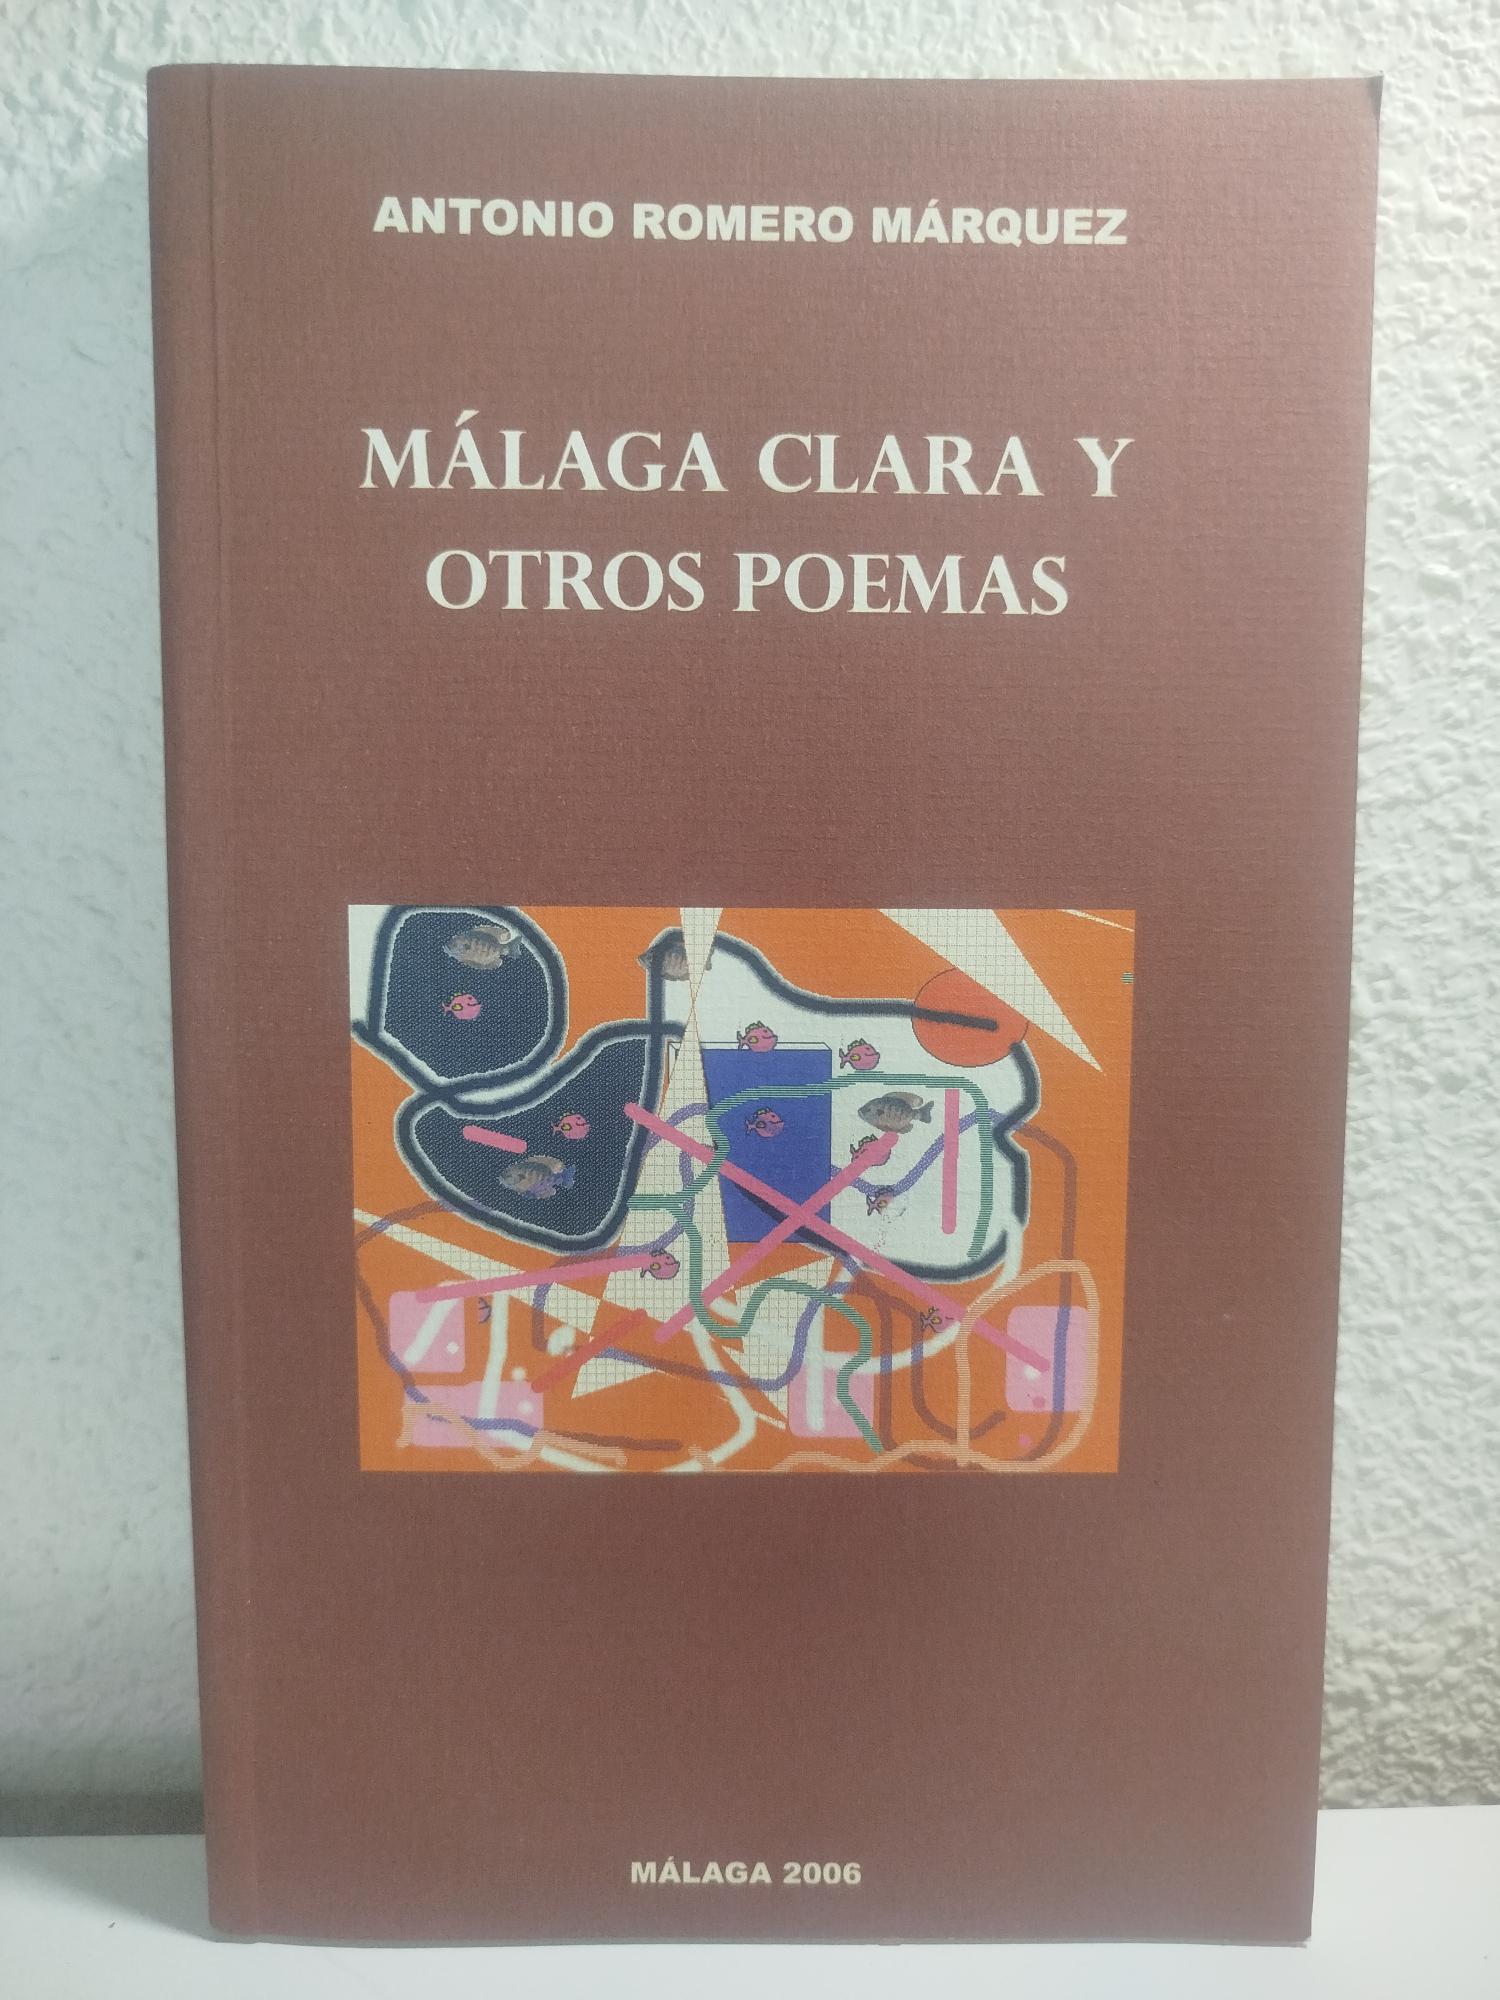 ANTONIO ROMERO MÁRQUEZ
MÁLAGA CLARA Y
OTROS POEMAS
MÁLAGA 2006